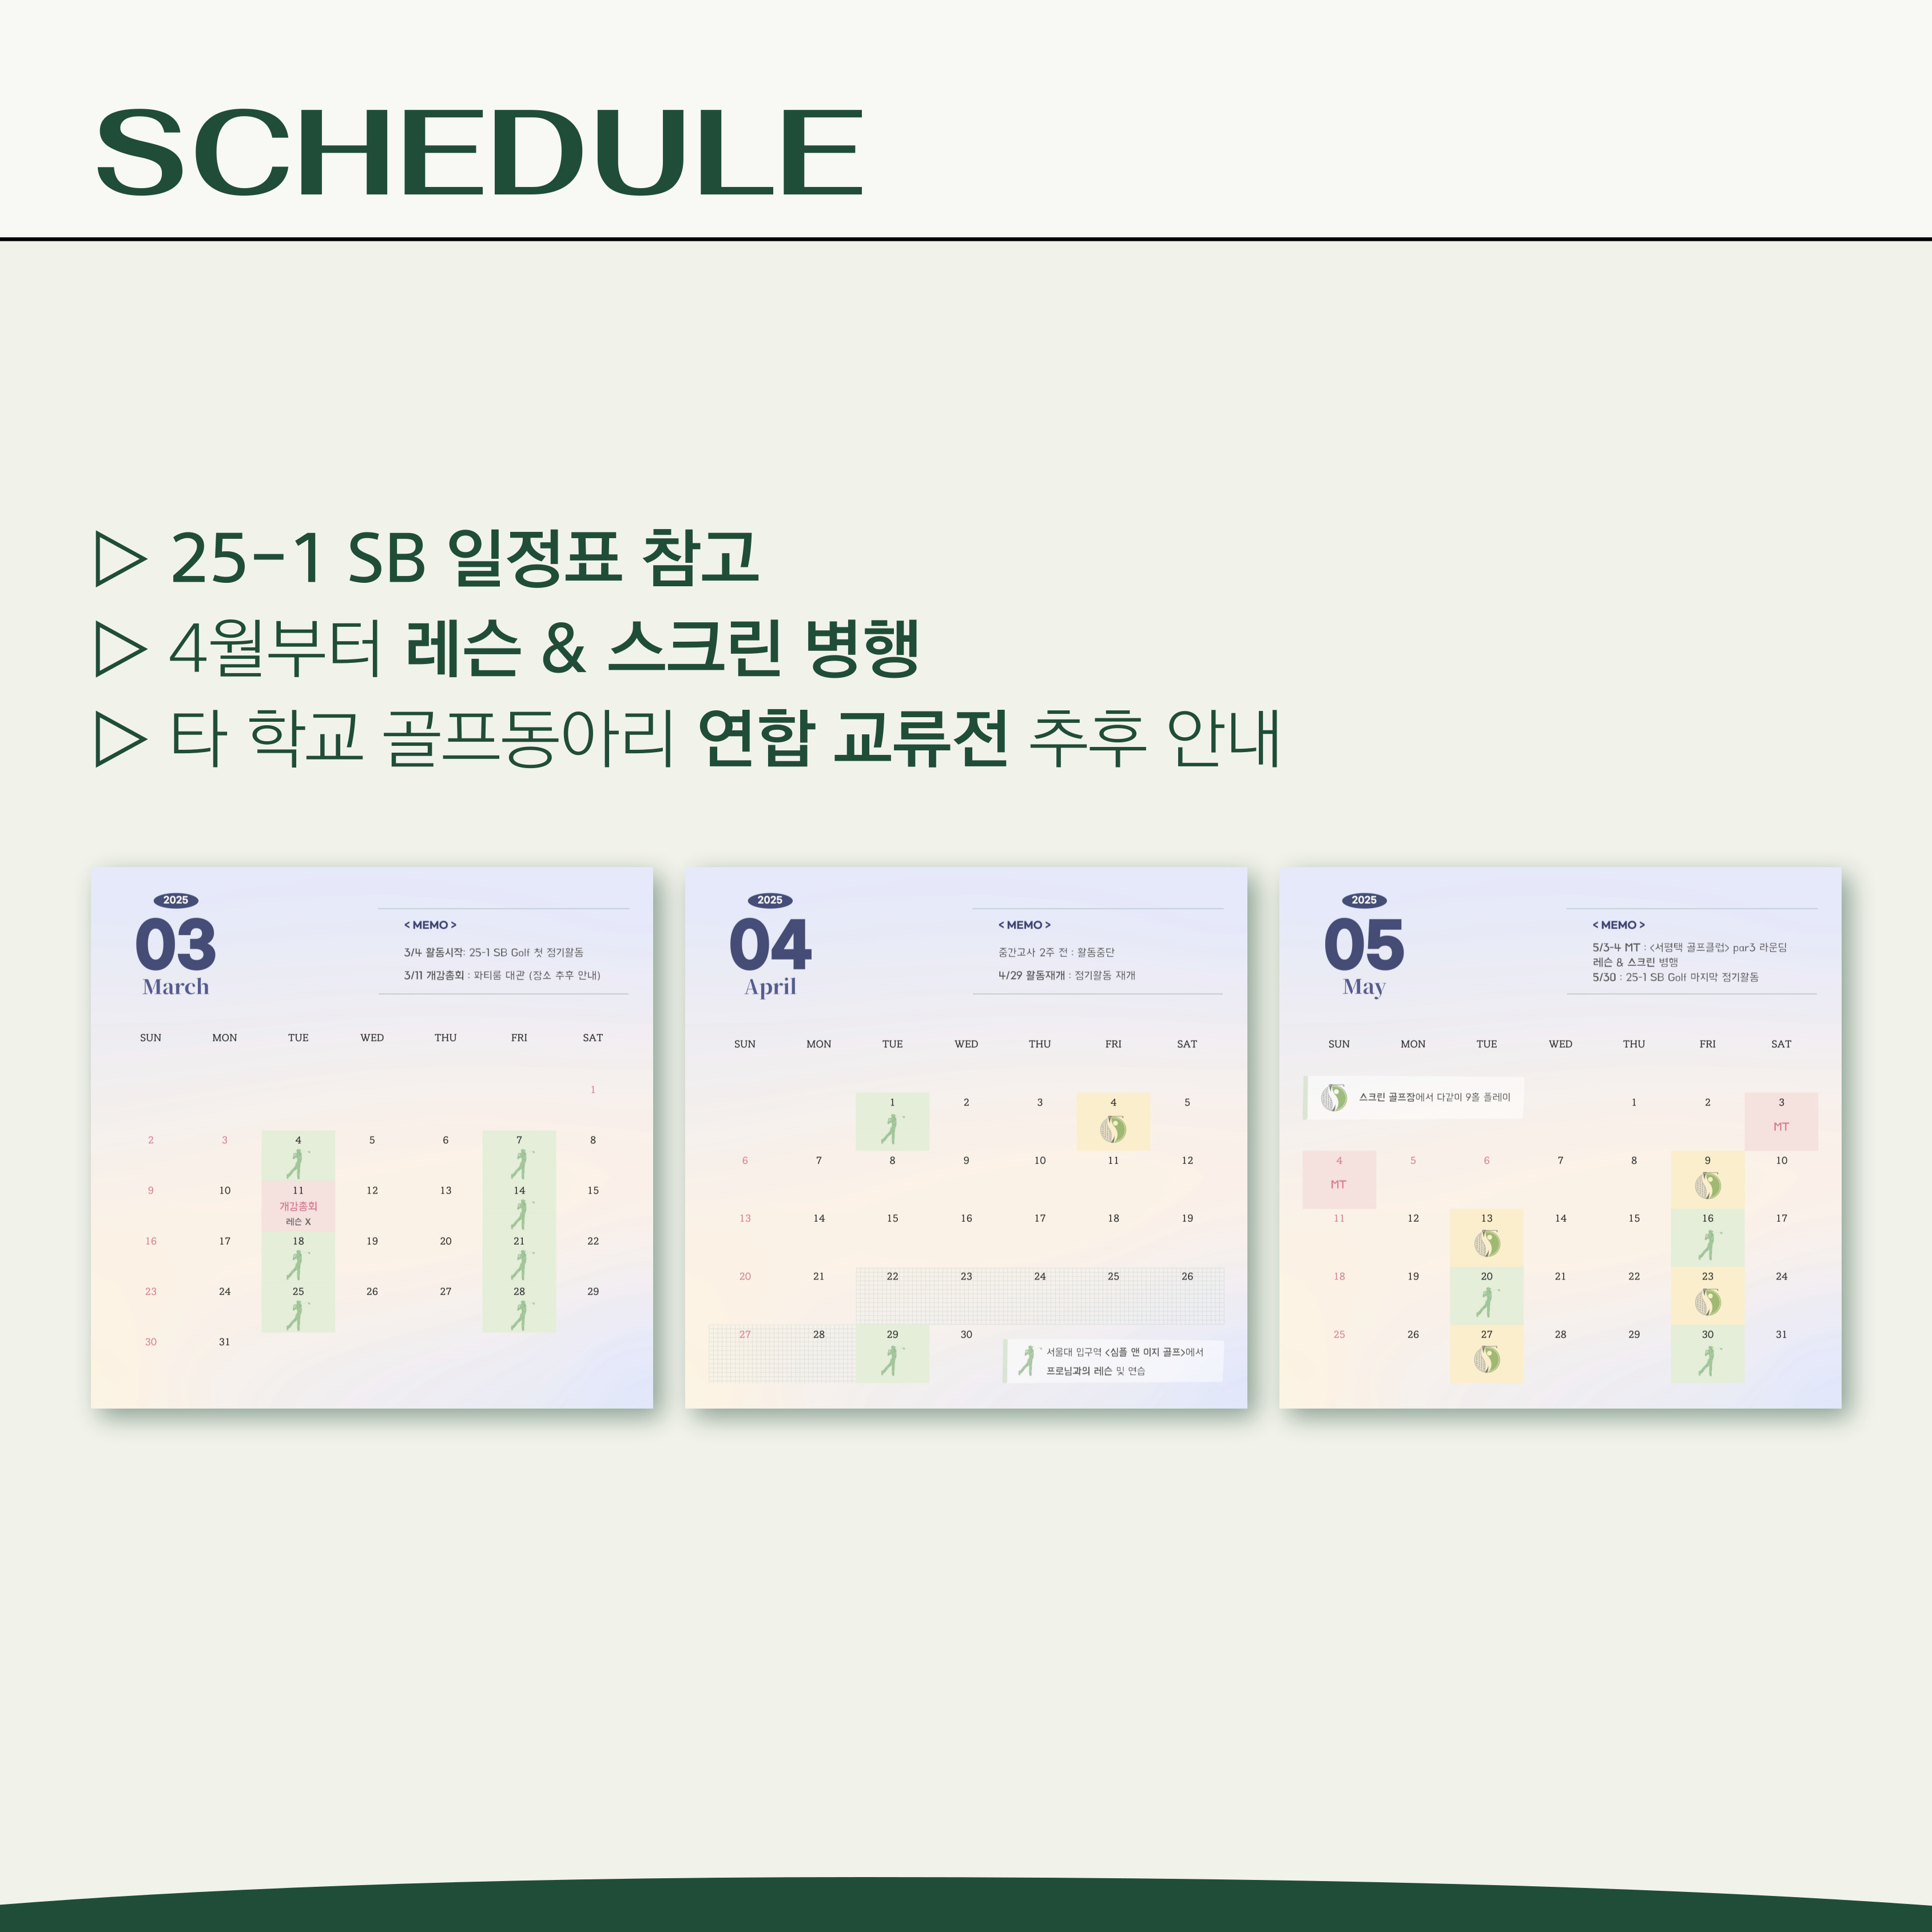 SCHEDULE
▷ 25-1 SB 일정표 참고
▷ 4월부터 레슨 & 스크린 병행
▷ 타 학교 골프동아리 연합 교류전 추후 안내
2025
03
March
< MEMO >
3/4 활동시작: 25-1 SB Golf 첫 정기활동
3/11 개강총회 : 파티룸 대관 (장소 추후 안내)
SUN MON TUE WED THU FRI SAT
1
2 3 4 5 6 7 8
9 10 11 12 13 14 15
개강총회
레슨 X
16 17 18 19 20 21 22
23 24 25 26 27 28 29
30 31
2025
04
April
< MEMO >
중간고사 2주 전 : 활동중단
4/29 활동재개 : 정기활동 재개
SUN MON TUE WED THU FRI SAT
1 2 3 4 5
6 7 8 9 10 11 12
13 14 15 16 17 18 19
20 21 22 23 24 25 26
27 28 29 30
서울대 입구역 <심플 앤 이지 골프>에서
프로님과의 레슨 및 연습
2025
05
May
< MEMO >
5/3-4 MT : <서평택 골프클럽> par3 라운딩
레슨 & 스크린 병행
5/30 : 25-1 SB Golf 마지막 정기활동
SUN MON TUE WED THU FRI SAT
스크린 골프장에서 다같이 9홀 플레이
1 2 3
MT
4 5 6 7 8 9 10
MT
11 12 13 14 15 16 17
18 19 20 21 22 23 24
25 26 27 28 29 30 31